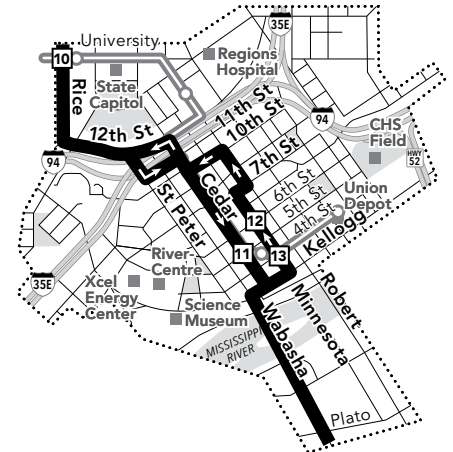 35E
10
University
Regions
Hospital
State
Capitol
Rice
11th St
10th St
94
12th St
CHS
Field
7th St
94
HWY
52
6th St
5th St
4th St
Union
Depot
Cedar
St Peter
12
Kellogg
11
13
River-
Centre
35E
Xcel
Energy
Center
Science
Museum
Robert
Minnesota
Wabasha
MISSISSIPPI
RIVER
Plato